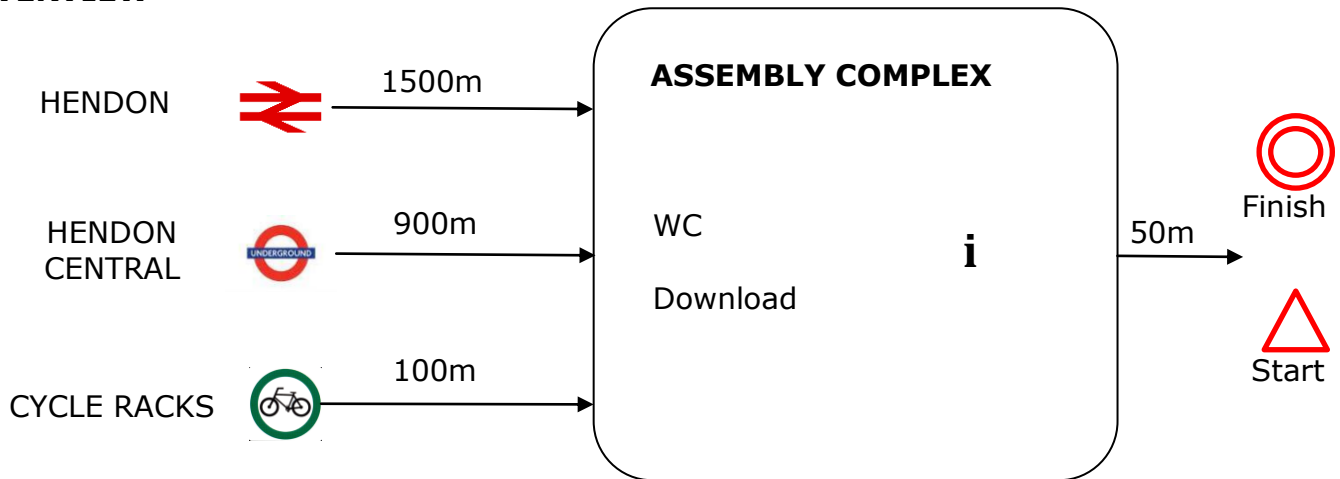 HENDON
1500m
ASSEMBLY COMPLEX
HENDON
CENTRAL
UNDERGROUND
900m
WC
i
Download
50m
Finish
Start
CYCLE RACKS
100m